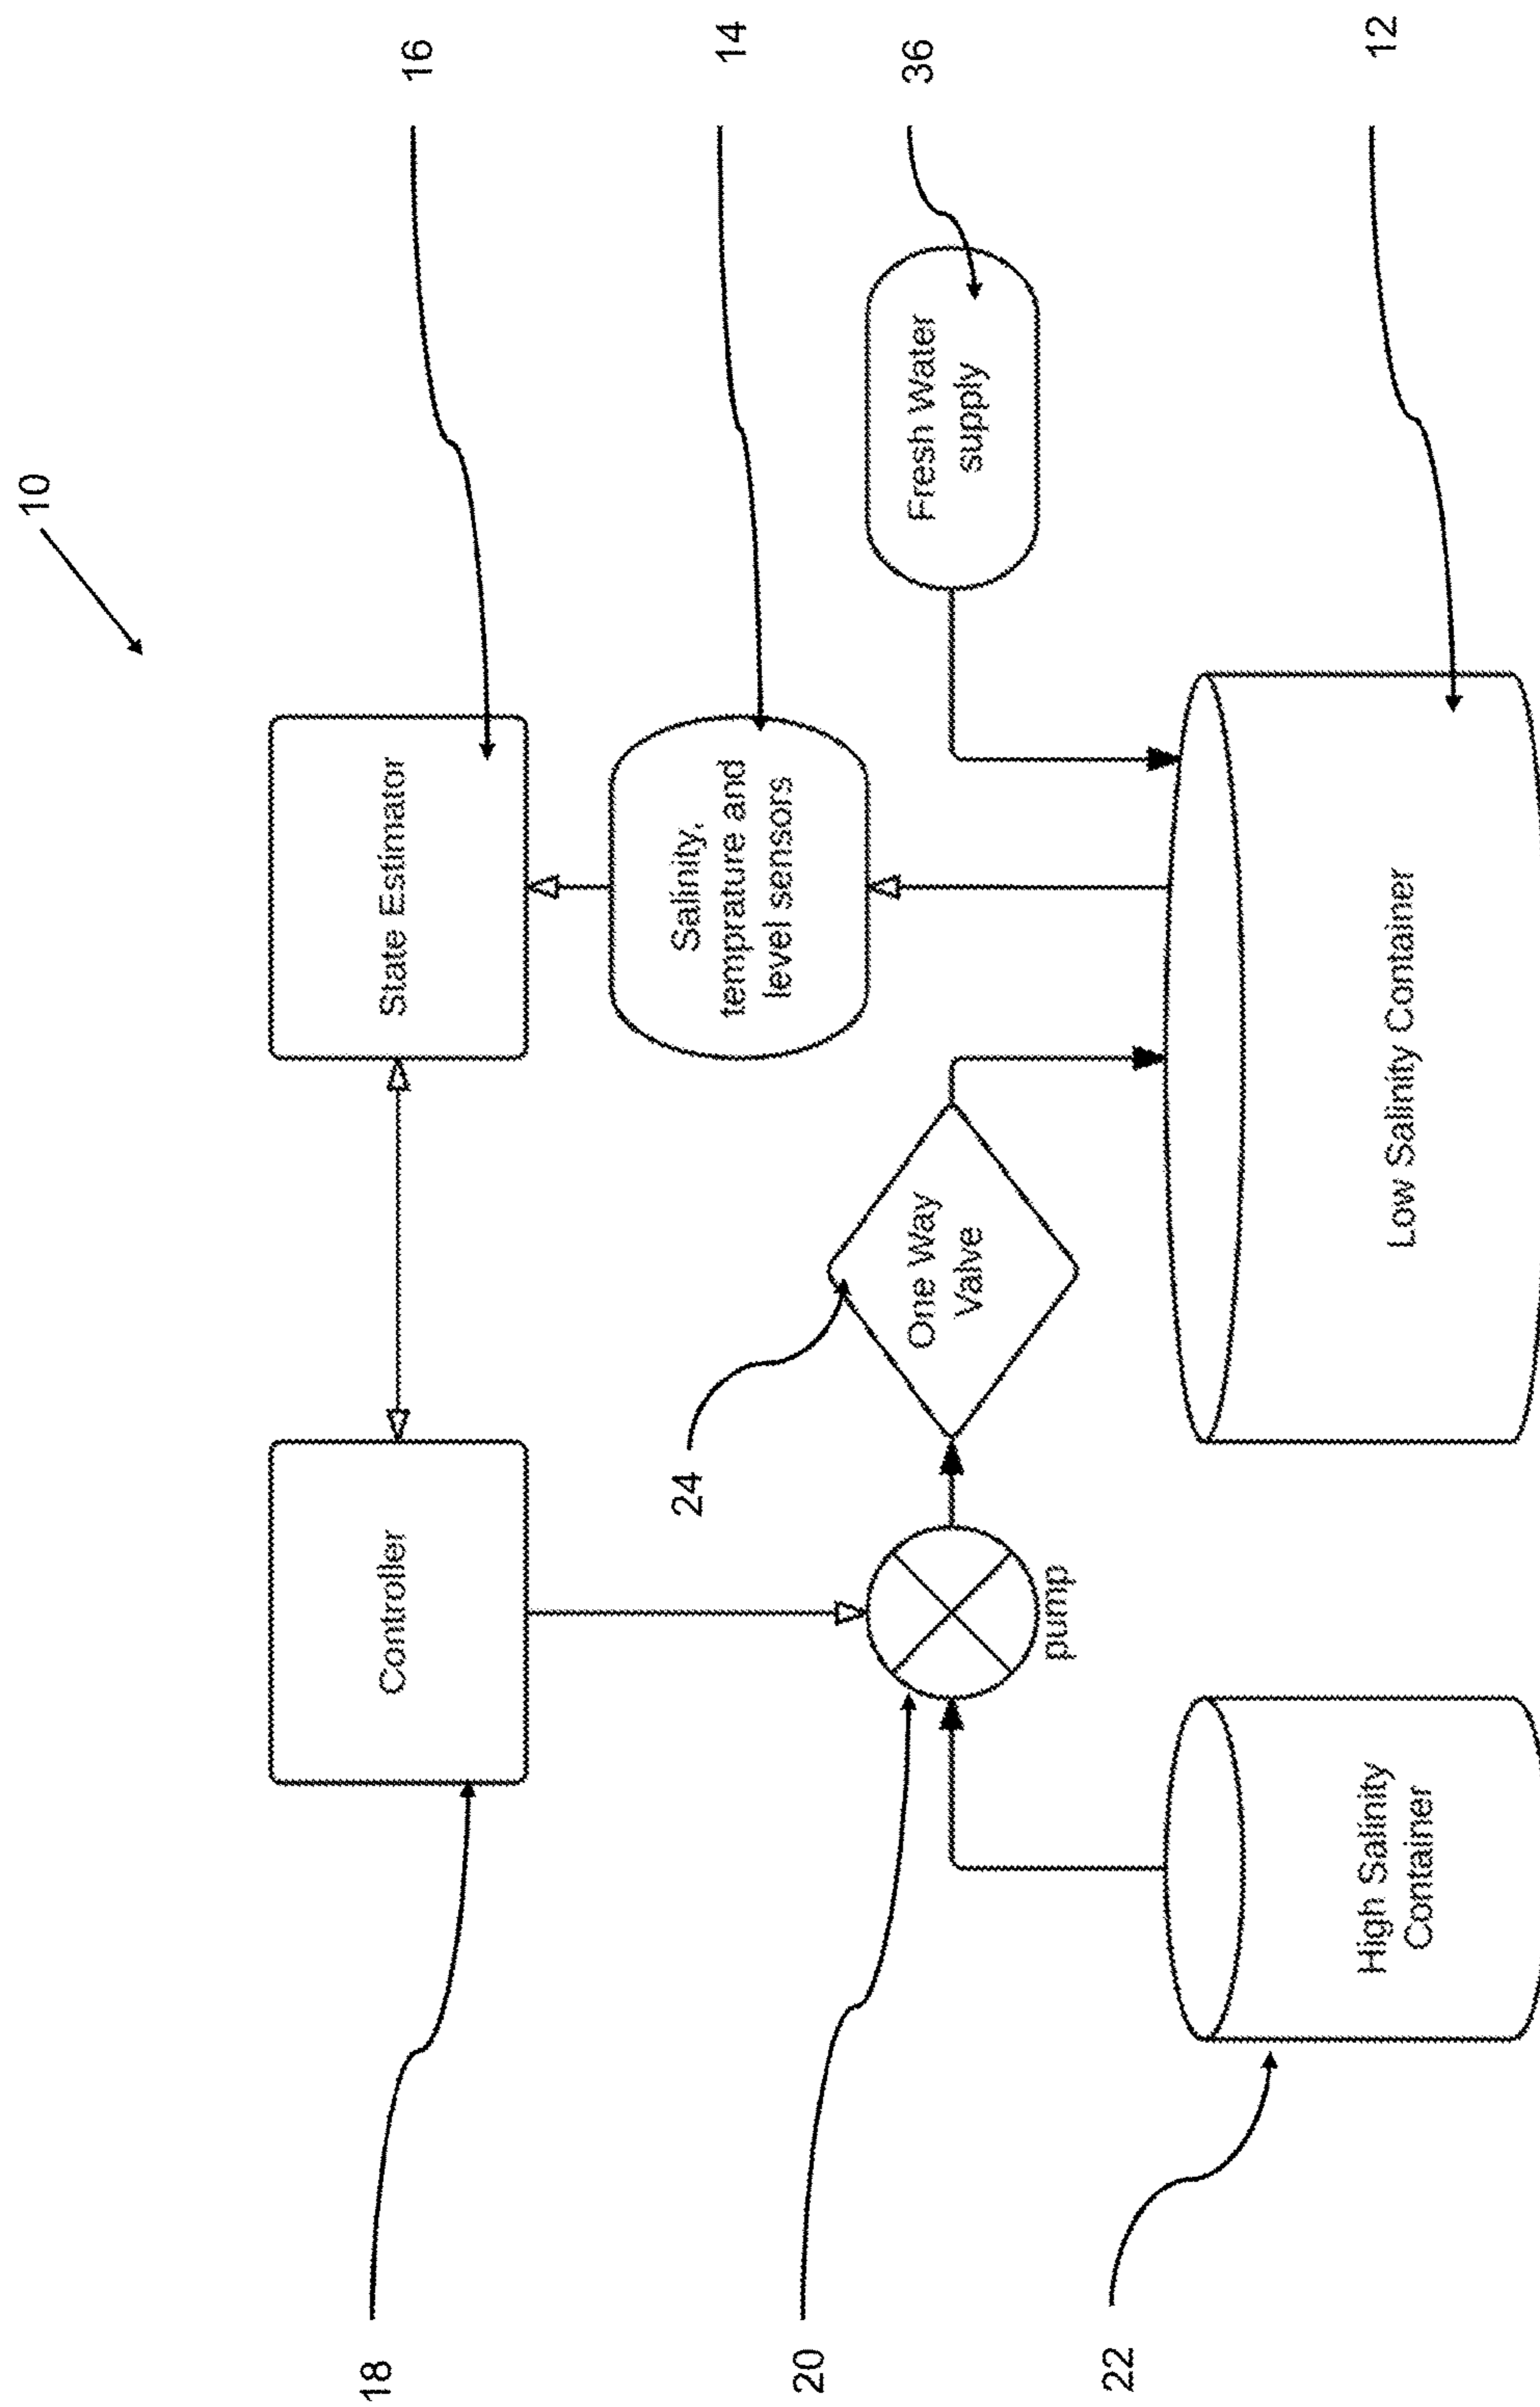 10
16
14
36
12
18
20
22
24
Controller
State Estimator
Salinity,
temprature and
level sensors
Fresh Water
supply
One Way
Valve
pump
High Salinity
Container
Low Salinity Container